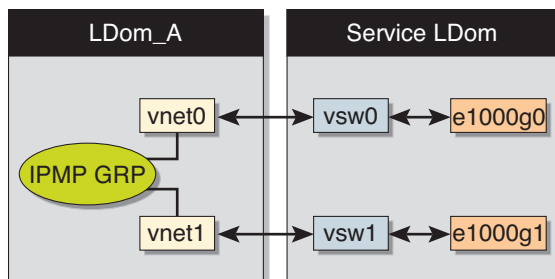 LDom_A
Service LDom
vnet0
vsw0
e1000g0
IPMP GRP
vnet1
vsw1
e1000g1